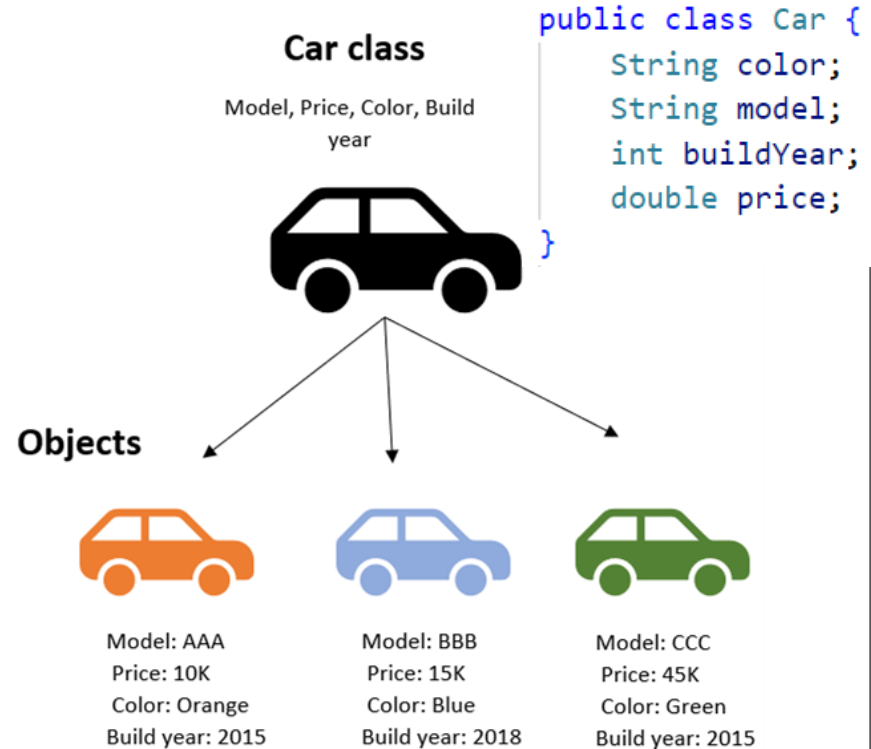 Car class
Model, Price, Color, Build
year
public class Car {
    String color;
    String model;
    int buildYear;
    double price;
}
Objects
Model: AAA
Price: 10K
Color: Orange
Build year: 2015
Model: BBB
Price: 15K
Color: Blue
Build year: 2018
Model: CCC
Price: 45K
Color: Green
Build year: 2015